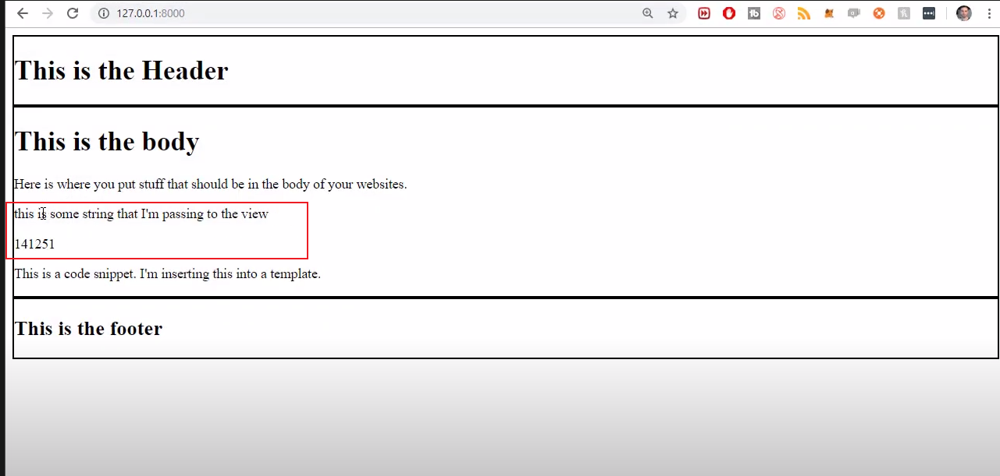 127.0.0.1:8000
This is the Header
This is the body
Here is where you put stuff that should be in the body of your websites.
this is some string that I'm passing to the view
141251
This is a code snippet. I'm inserting this into a template.
This is the footer